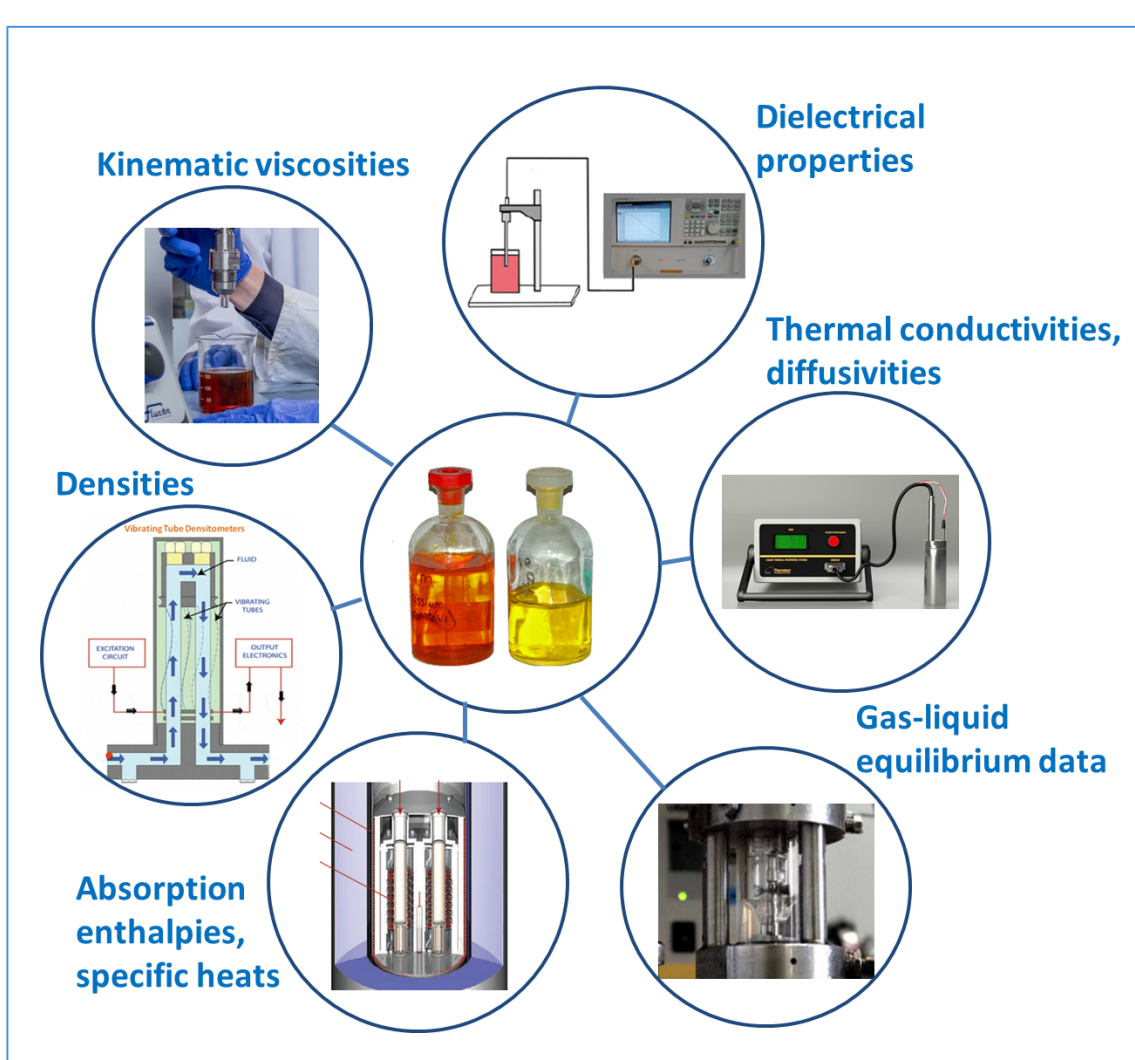 Dielectrical
properties
Kinematic viscosities
Thermal conductivities,
diffusivities
Densities
Vibrating Tube Densitometers
FLUID
VIBRATING
TUBES
EXCITATION
CIRCUIT
OUTPUT
ELECTRONICS
Gas-liquid
equilibrium data
Absorption
enthalpies,
specific heats